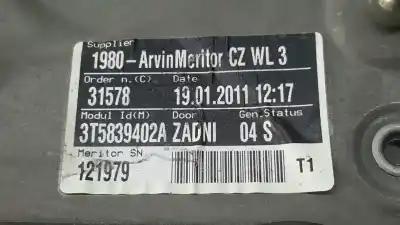 Supplier
1980-ArvinMeritor CZ WL 3
Order n.(C) Date
31578 19.01.2011 12:17
Modul Id(M) Door Gen.Status
3T5839402A ZADNI 04 S
Meritor SN
121979 T1